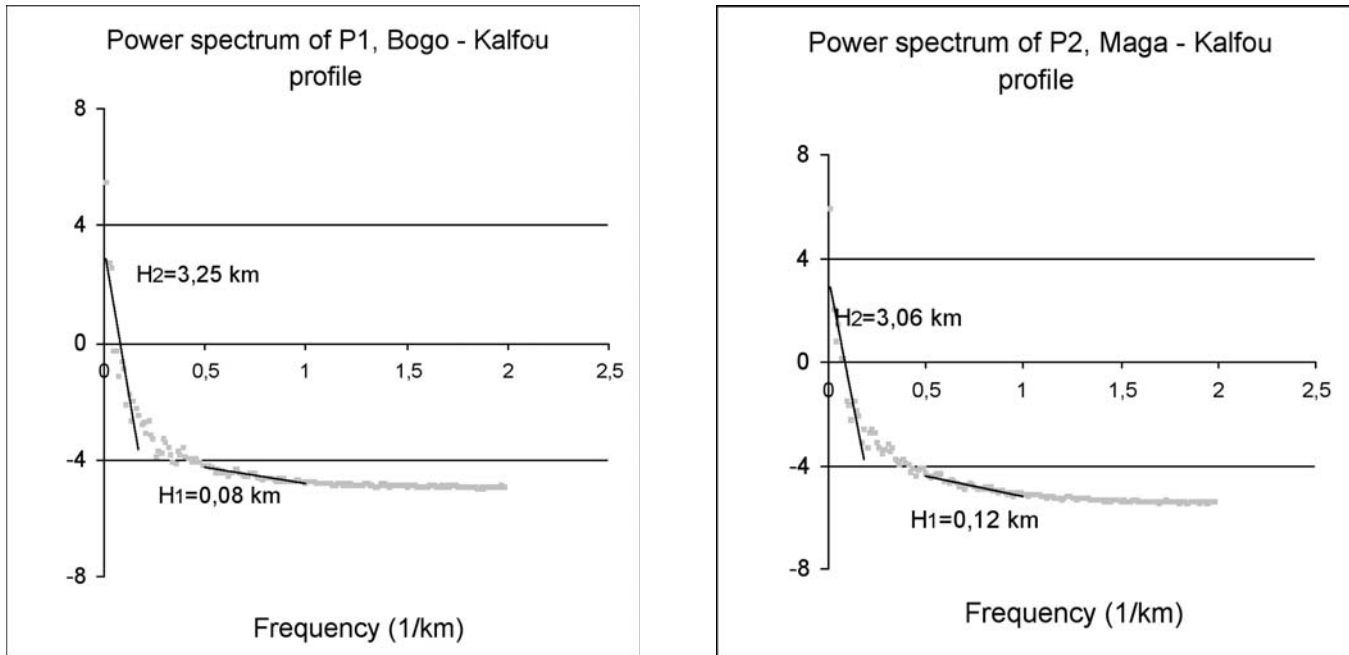 Power spectrum of P1, Bogo - Kalfou
profile
8
4
H2=3,25 km
0
0 0,5 1 1,5 2 2,5
-4
H1=0,08 km
-8
Frequency (1/km)
Power spectrum of P2, Maga - Kalfou
profile
8
4
H2=3,06 km
0
0 0,5 1 1,5 2 2,5
-4
H1=0,12 km
-8
Frequency (1/km)